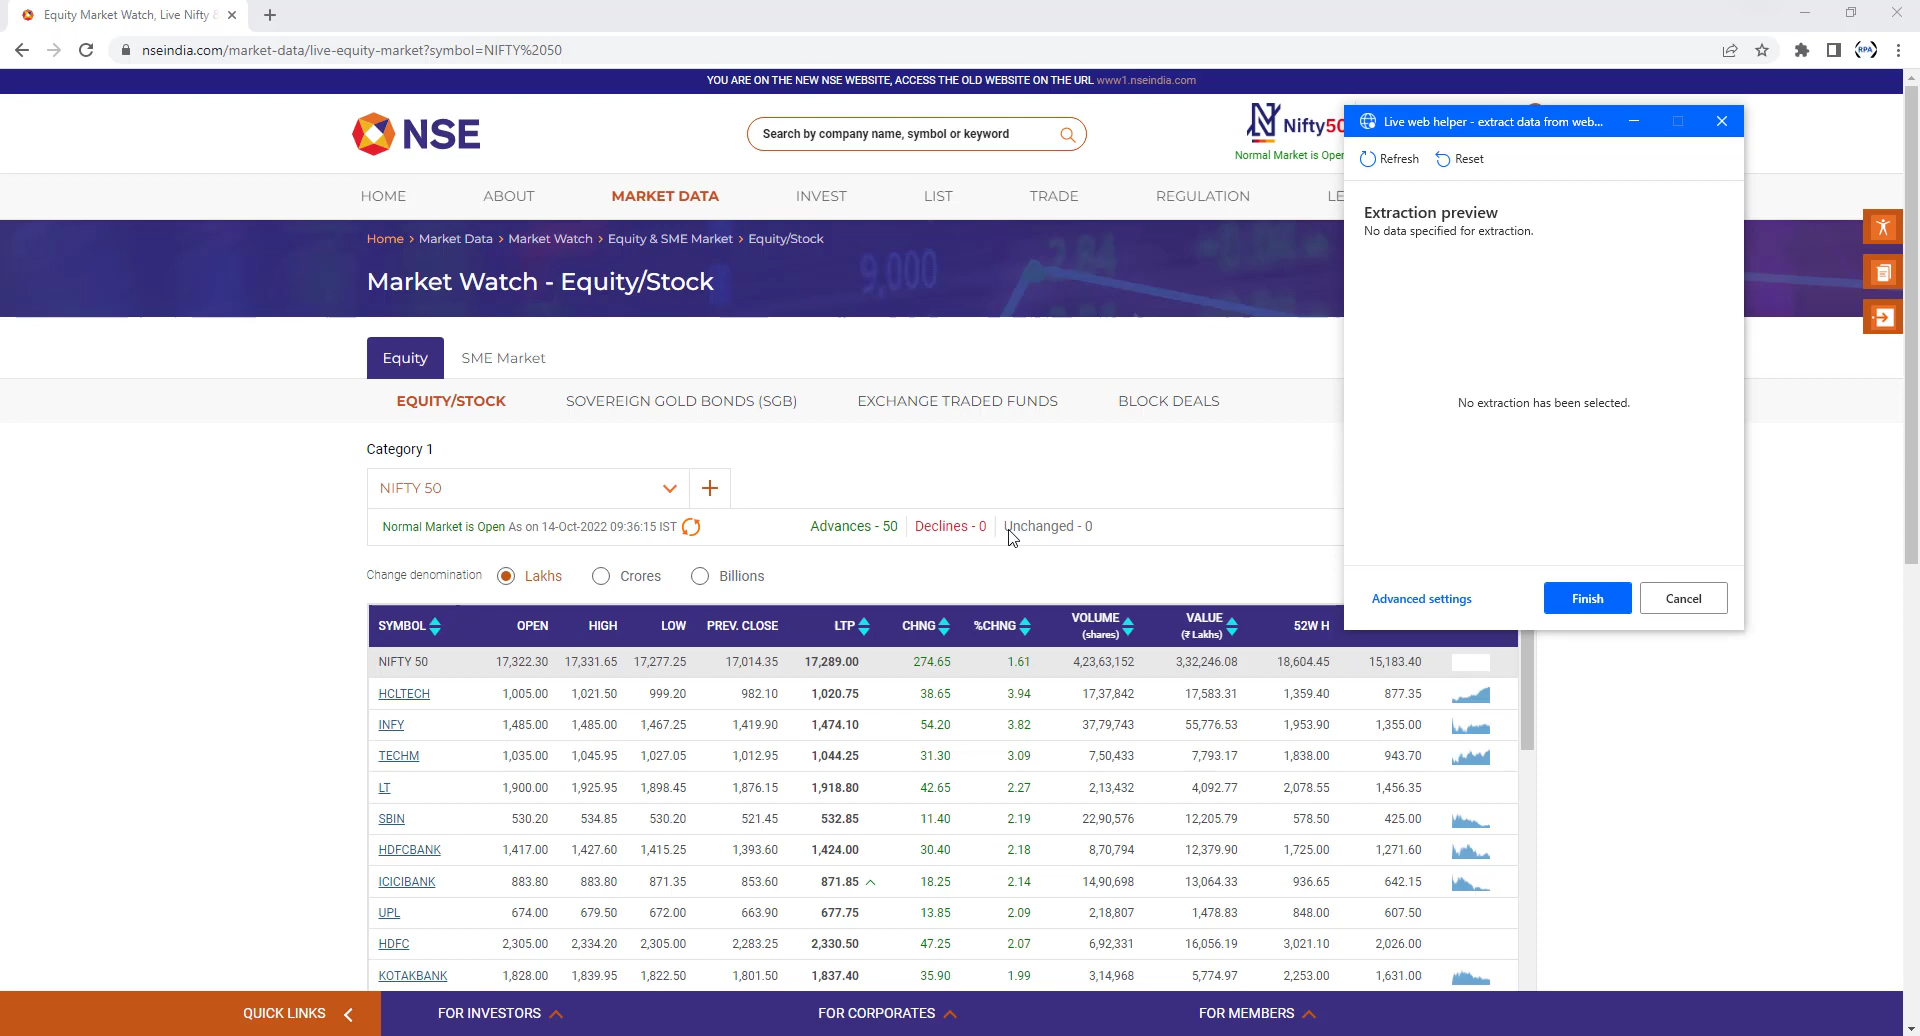 Equity Market Watch, Live Nifty
nseindia.com/market-data/live-equity-market?symbol=NIFTY%2050
RPA
YOU ARE ON THE NEW NSE WEBSITE, ACCESS THE OLD WEBSITE ON THE URL www1.nseindia.com
NSE
Search by company name, symbol or keyword
Nifty50
Normal Market is Open
HOME ABOUT MARKET DATA INVEST LIST TRADE REGULATION LE
Home > Market Data > Market Watch > Equity & SME Market > Equity/Stock
Market Watch - Equity/Stock
9,000
2.84
Equity SME Market
EQUITY/STOCK SOVEREIGN GOLD BONDS (SGB) EXCHANGE TRADED FUNDS BLOCK DEALS
Category 1
NIFTY 50
Normal Market is Open As on 14-Oct-2022 09:36:15 IST Advances - 50 Declines - 0 Unchanged - 0
Change denomination Lakhs Crores Billions
SYMBOL OPEN HIGH LOW PREV. CLOSE LTP CHNG %CHNG VOLUME (shares) VALUE (₹ Lakhs) 52W H
NIFTY 50 17,322.30 17,331.65 17,277.25 17,014.35 17,289.00 274.65 1.61 4,23,63,152 3,32,246.08 18,604.45 15,183.40
HCLTECH 1,005.00 1,021.50 999.20 982.10 1,020.75 38.65 3.94 17,37,842 17,583.31 1,359.40 877.35
INFY 1,485.00 1,485.00 1,467.25 1,419.90 1,474.10 54.20 3.82 37,79,743 55,776.53 1,953.90 1,355.00
TECHM 1,035.00 1,045.95 1,027.05 1,012.95 1,044.25 31.30 3.09 7,50,433 7,793.17 1,838.00 943.70
LT 1,900.00 1,925.95 1,898.45 1,876.15 1,918.80 42.65 2.27 2,13,432 4,092.77 2,078.55 1,456.35
SBIN 530.20 534.85 530.20 521.45 532.85 11.40 2.19 22,90,576 12,205.79 578.50 425.00
HDFCBANK 1,417.00 1,427.60 1,415.25 1,393.60 1,424.00 30.40 2.18 8,70,794 12,379.90 1,725.00 1,271.60
ICICIBANK 883.80 883.80 871.35 853.60 871.85 18.25 2.14 14,90,698 13,064.33 936.65 642.15
UPL 674.00 679.50 672.00 663.90 677.75 13.85 2.09 2,18,807 1,478.83 848.00 607.50
HDFC 2,305.00 2,334.20 2,305.00 2,283.25 2,330.50 47.25 2.07 6,92,331 16,056.19 3,021.10 2,026.00
KOTAKBANK 1,828.00 1,839.95 1,822.50 1,801.50 1,837.40 35.90 1.99 3,14,968 5,774.97 2,253.00 1,631.00
QUICK LINKS FOR INVESTORS FOR CORPORATES FOR MEMBERS
Live web helper - extract data from web...
Refresh Reset
Extraction preview
No data specified for extraction.
No extraction has been selected.
Advanced settings Finish Cancel